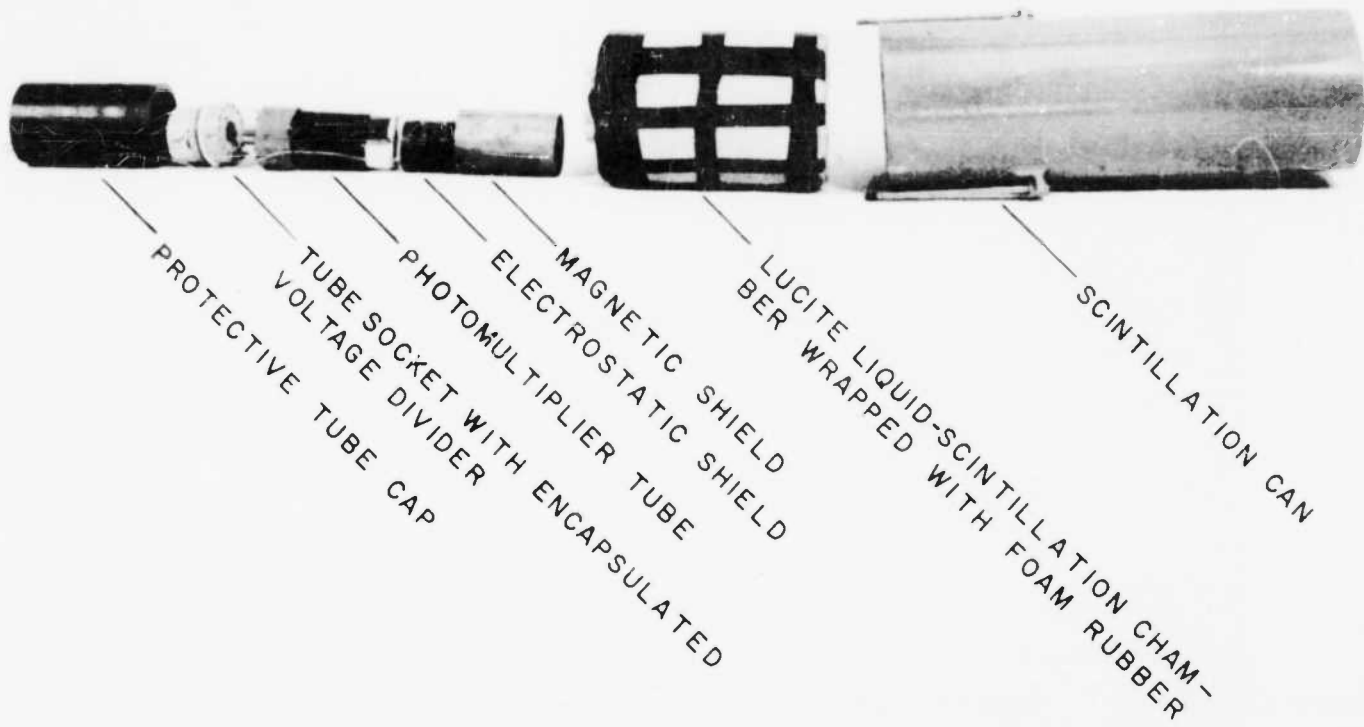 PROTECTIVE TUBE CAP
TUBE SOCKET WITH ENCAPSULATED
VOLTAGE DIVIDER
PHOTOMULTIPLIER TUBE
ELECTROSTATIC SHIELD
MAGNETIC SHIELD
LUCITE LIQUID-SCINTILLATION CHAM-
BER WRAPPED WITH FOAM RUBBER
SCINTILLATION CAN